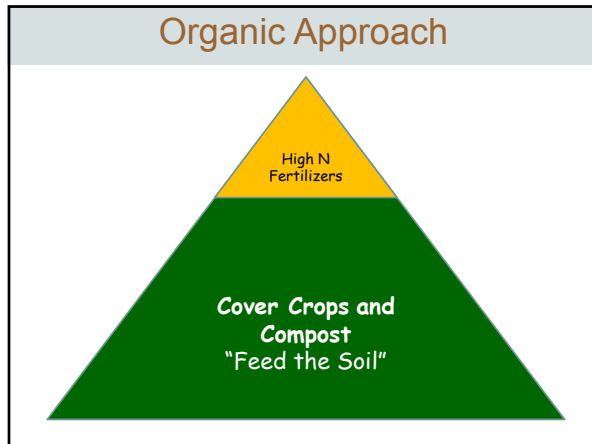 Organic Approach
High N
Fertilizers
Cover Crops and
Compost
“Feed the Soil”